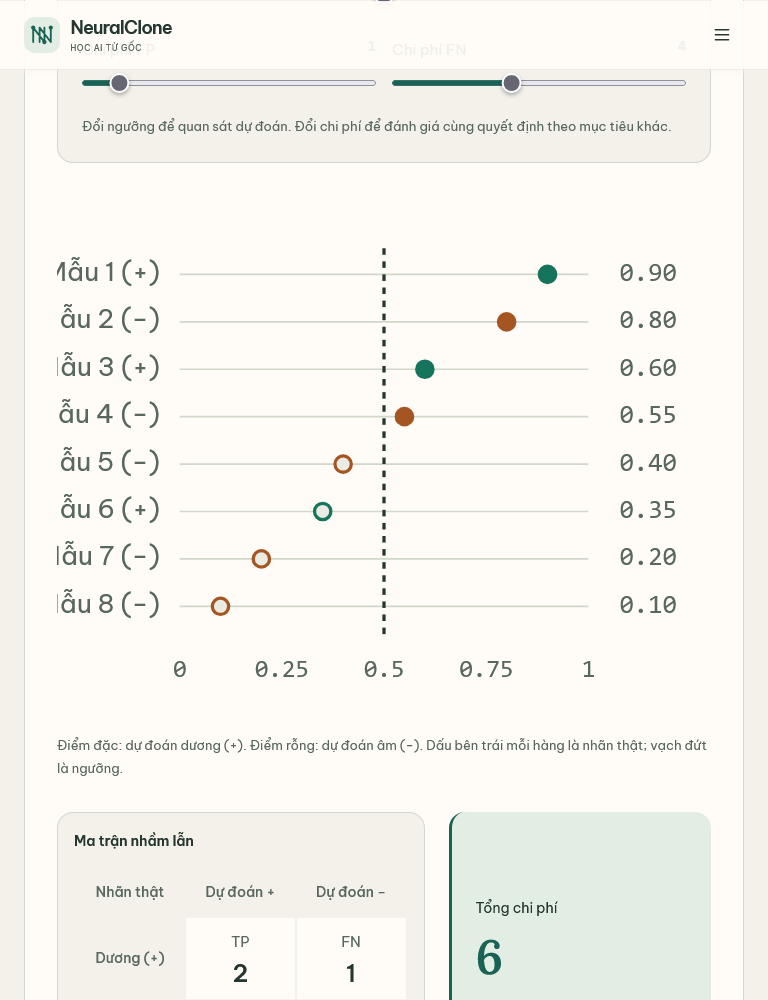 NeuralClone
HỌC AI TỪ GỐC
1 Chi phí FN 4
Đổi ngưỡng để quan sát dự đoán. Đổi chi phí để đánh giá cùng quyết định theo mục tiêu khác.
Mẫu 1 (+) 0.90
ẫu 2 (−) 0.80
Mẫu 3 (+) 0.60
ẫu 4 (−) 0.55
ẫu 5 (−) 0.40
ẫu 6 (+) 0.35
Mẫu 7 (−) 0.20
Mẫu 8 (−) 0.10
0 0.25 0.5 0.75 1
Điểm đặc: dự đoán dương (+). Điểm rỗng: dự đoán âm (−). Dấu bên trái mỗi hàng là nhãn thật; vạch đứt
là ngưỡng.
Ma trận nhầm lẫn
Nhãn thật Dự đoán + Dự đoán −
Dương (+)
TP
2
FN
1
Tổng chi phí
6